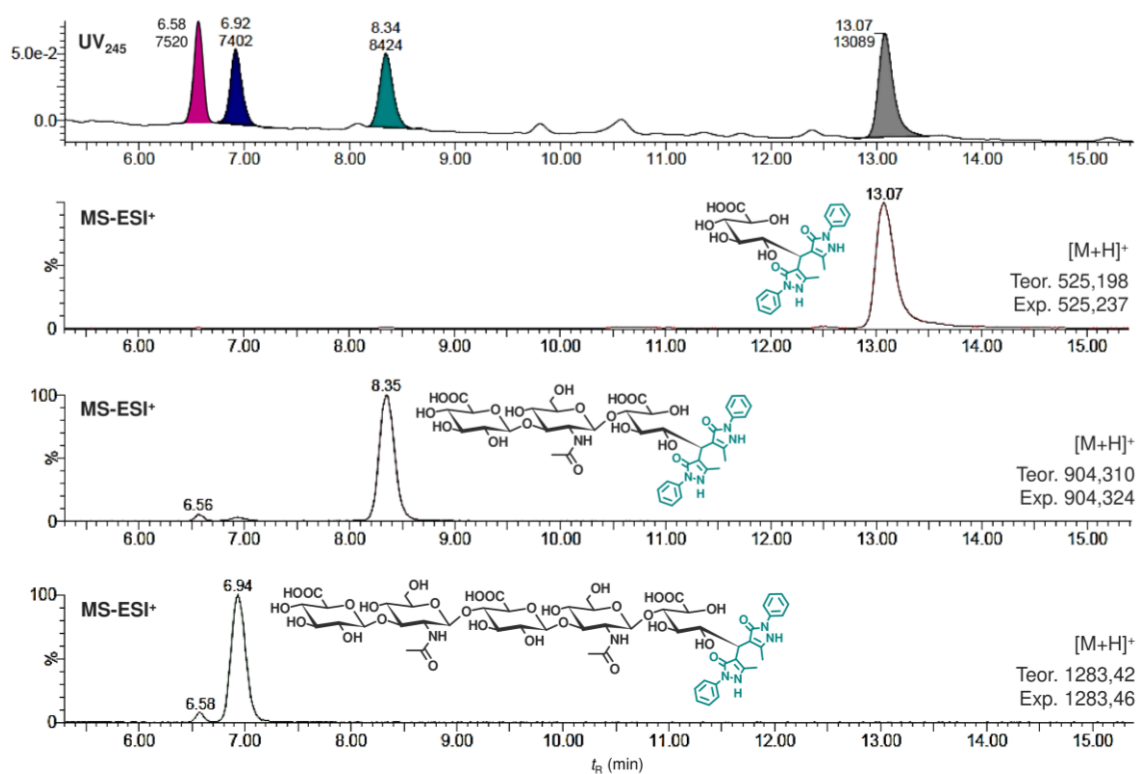 6.58
7520
6.92
7402
8.34
8424
13.07
13089
UV245
5.0e-2
0.0
6.00 7.00 8.00 9.00 10.00 11.00 12.00 13.00 14.00 15.00
MS-ESI+
13.07
%
0
HOOC
HO
HO
HO
OH
OH
O
N
NH
O
N
N
H
[M+H]+
Teor. 525,198
Exp. 525,237
6.00 7.00 8.00 9.00 10.00 11.00 12.00 13.00 14.00 15.00
100
MS-ESI+
8.35
6.56
%
0
HOOC
HO
HO
OH
O
O
OH
HO
O
NH
O
O
HOOC
OH
HO
OH
O
N
NH
O
N
N
H
[M+H]+
Teor. 904,310
Exp. 904,324
6.00 7.00 8.00 9.00 10.00 11.00 12.00 13.00 14.00 15.00
100
MS-ESI+
6.94
6.58
%
0
HOOC
HO
HO
OH
O
O
OH
HO
O
NH
O
O
HOOC
HO
OH
O
O
OH
HO
O
NH
O
O
HOOC
OH
HO
OH
O
N
NH
O
N
N
H
[M+H]+
Teor. 1283,42
Exp. 1283,46
6.00 7.00 8.00 9.00 10.00 11.00 12.00 13.00 14.00 15.00
tR (min)